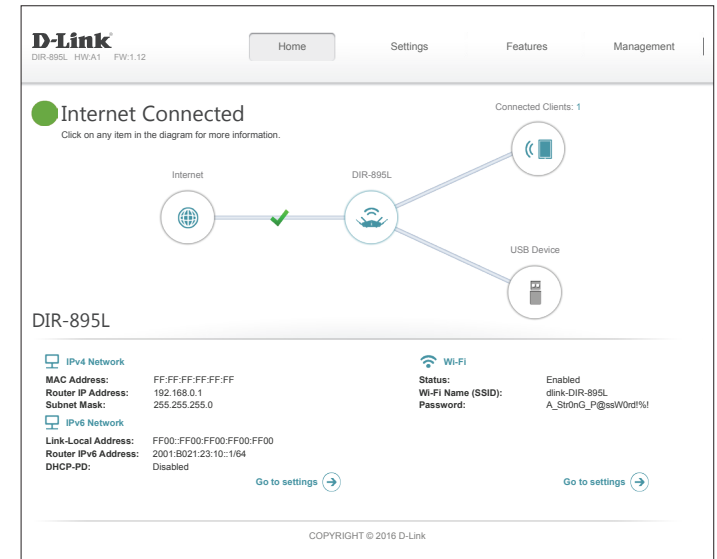 D-Link
DIR-895L HW:A1 FW:1.12
Home
Settings
Features
Management
Internet Connected
Click on any item in the diagram for more information.
Connected Clients: 1
Internet
DIR-895L
USB Device
DIR-895L
IPv4 Network
MAC Address: FF:FF:FF:FF:FF:FF
Router IP Address: 192.168.0.1
Subnet Mask: 255.255.255.0
IPv6 Network
Link-Local Address: FF00::FF00:FF00:FF00:FF00
Router IPv6 Address: 2001:B021:23:10::1/64
DHCP-PD: Disabled
Go to settings
Wi-Fi
Status: Enabled
Wi-Fi Name (SSID): dlink-DIR-895L
Password: A_Str0nG_P@ssW0rd!%!
Go to settings
COPYRIGHT © 2016 D-Link